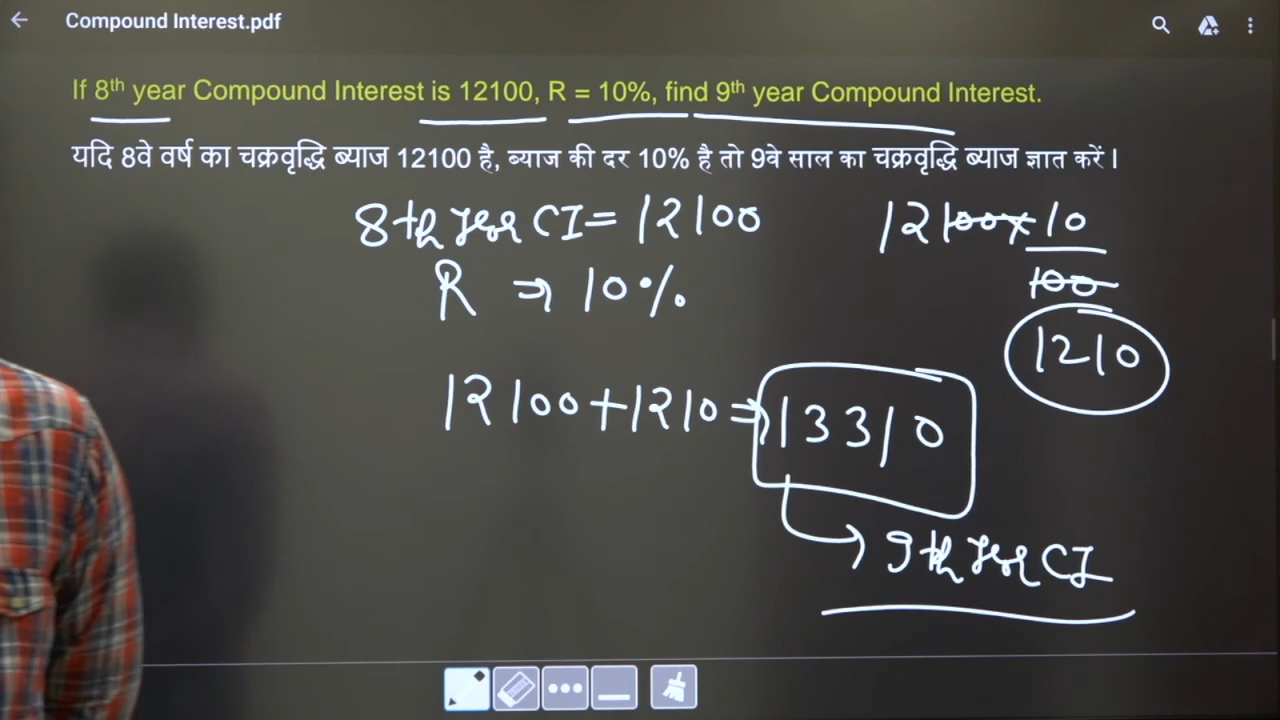 Compound Interest.pdf
If 8th year Compound Interest is 12100, R = 10%, find 9th year Compound Interest.
यदि 8वे वर्ष का चक्रवृद्धि ब्याज 12100 है, ब्याज की दर 10% है तो 9वे साल का चक्रवृद्धि ब्याज ज्ञात करें ।
8th year CI = 12100
R ⇒ 10%
12100 × 10
100
1210
12100 + 1210 ⇒ 13310
→ 9th year CI